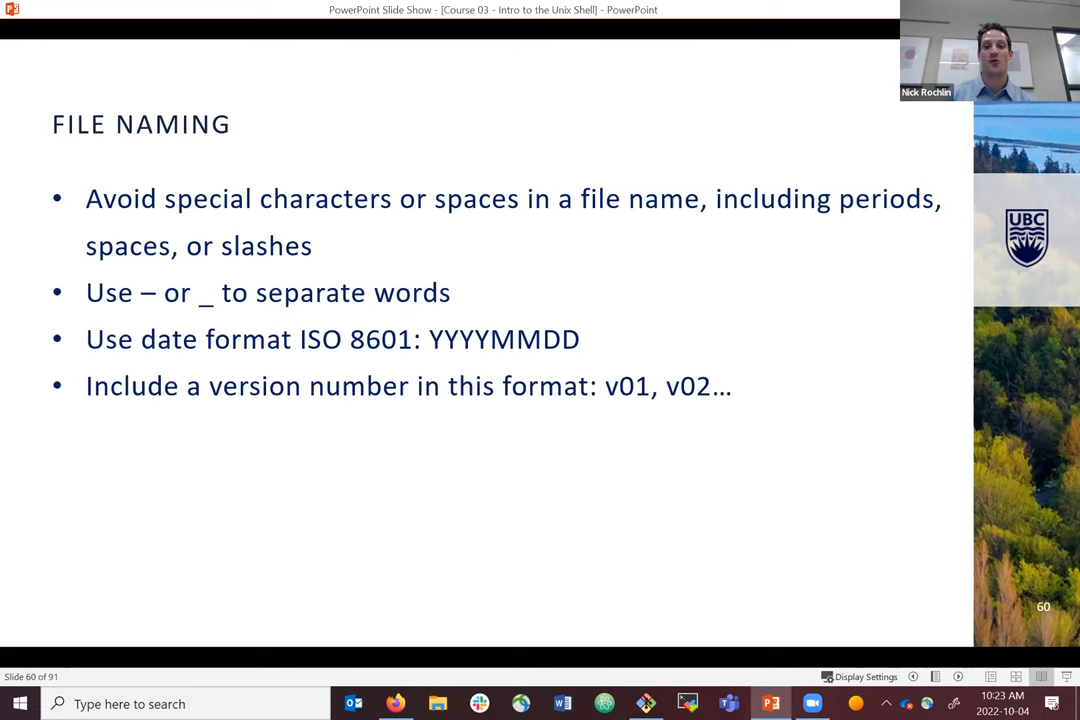 PowerPoint Slide Show - [Course 03 - Intro to the Unix Shell] - PowerPoint
Nick Rochlin
FILE NAMING
• Avoid special characters or spaces in a file name, including periods,
spaces, or slashes
• Use – or _ to separate words
• Use date format ISO 8601: YYYYMMDD
• Include a version number in this format: v01, v02…
UBC
60
Slide 60 of 91
Display Settings
Type here to search
10:23 AM
2022-10-04